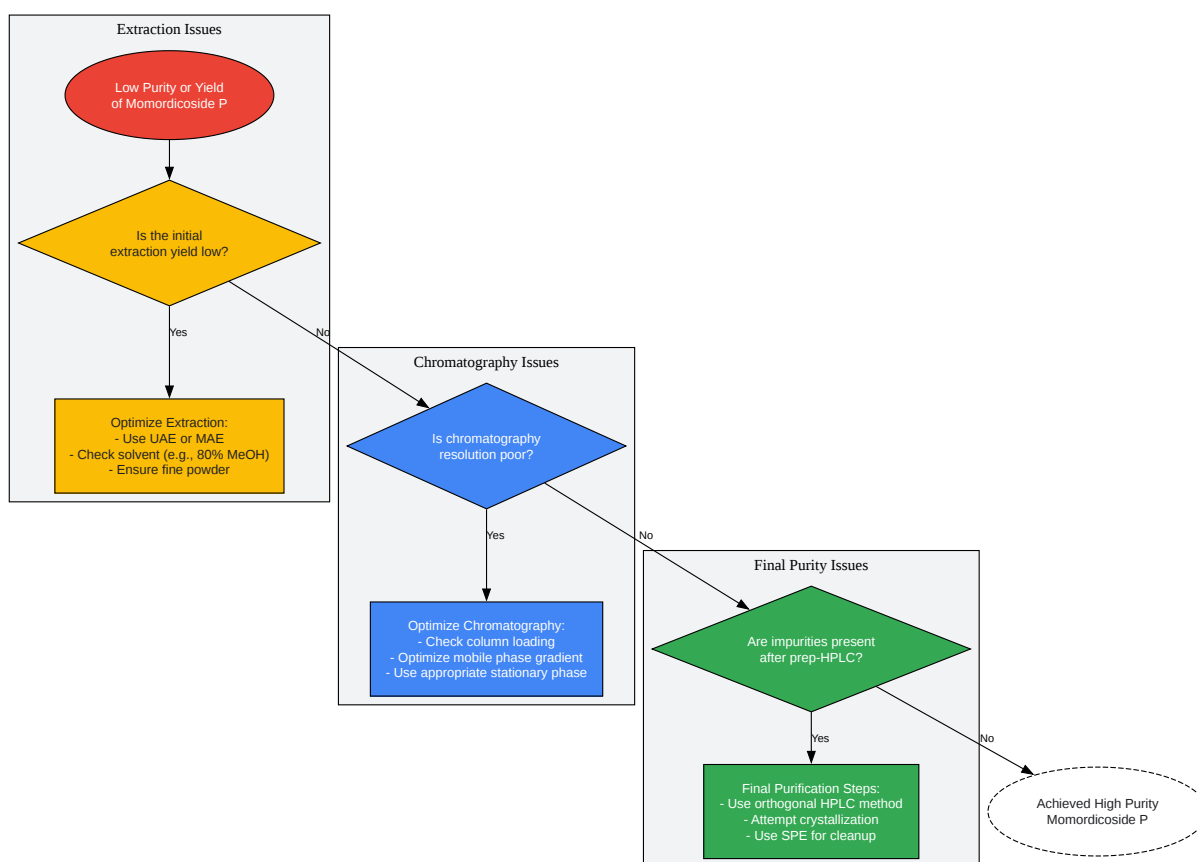 Extraction Issues
Low Purity or Yield
of Momordicoside P
Is the initial
extraction yield low?
Yes
No
Optimize Extraction:
- Use UAE or MAE
- Check solvent (e.g., 80% MeOH)
- Ensure fine powder
Chromatography Issues
Is chromatography
resolution poor?
Yes
No
Optimize Chromatography:
- Check column loading
- Optimize mobile phase gradient
- Use appropriate stationary phase
Final Purity Issues
Are impurities present
after prep-HPLC?
Yes
No
Final Purification Steps:
- Use orthogonal HPLC method
- Attempt crystallization
- Use SPE for cleanup
Achieved High Purity
Momordicoside P